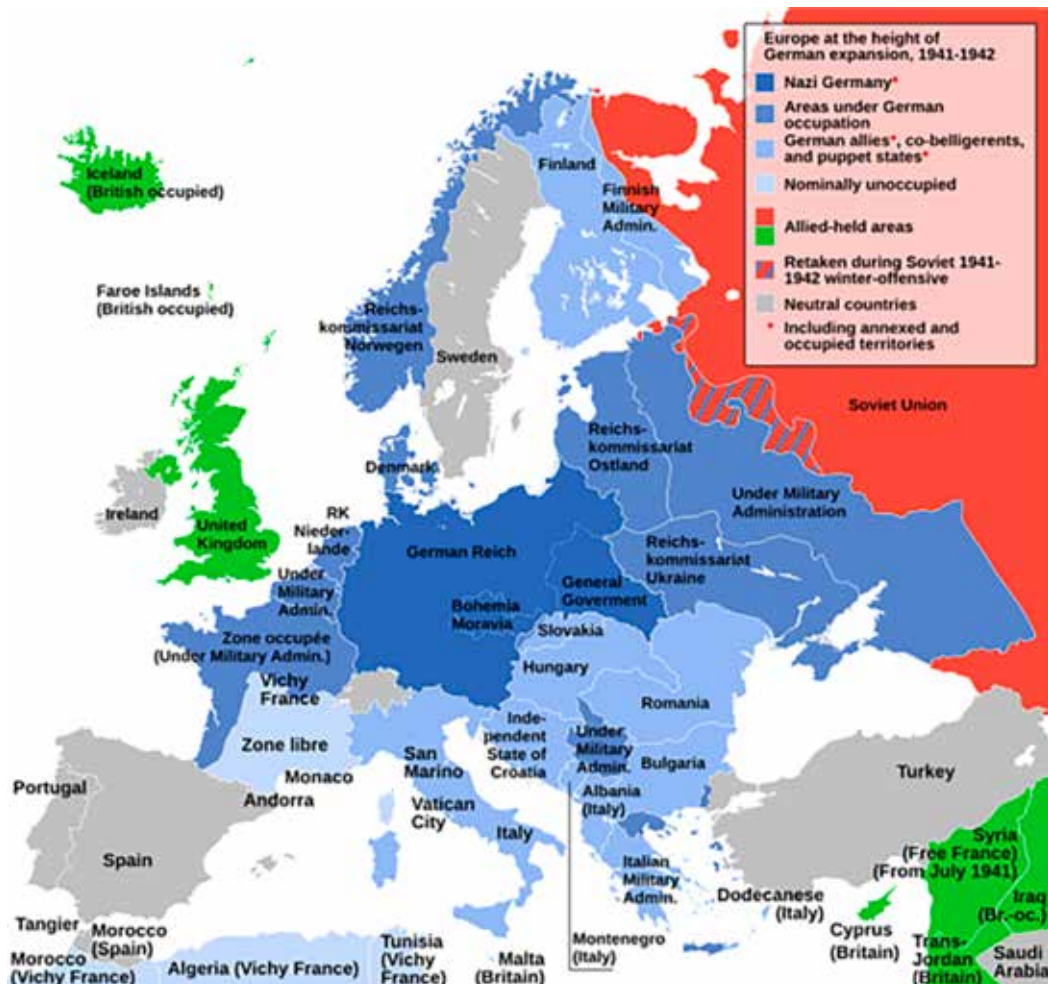 Europe at the height of
German expansion, 1941-1942
Nazi Germany*
Areas under German
occupation
German allies*, co-belligerents,
and puppet states*
Nominally unoccupied
Allied-held areas
Retaken during Soviet 1941-
1942 winter-offensive
Neutral countries
* Including annexed and
occupied territories
Iceland
(British occupied)
Finland
Finnish
Military
Admin.
Faroe Islands
(British occupied)
Reichs-
kommissariat
Norwegen
Sweden
Soviet Union
Denmark
Reichs-
kommissariat
Ostland
Ireland
United
Kingdom
RK
Nieder-
lande
German Reich
Under Military
Administration
Under
Military
Admin.
General
Goverment
Reichs-
kommissariat
Ukraine
Bohemia
Moravia
Slovakia
Zone occupée
(Under Military Admin.)
Hungary
Vichy
France
Romania
Zone libre
Inde-
pendent
State of
Croatia
Under
Military
Admin.
San
Marino
Bulgaria
Monaco
Turkey
Portugal
Andorra
Vatican
City
Albania
(Italy)
Italy
Spain
Syria
(Free France)
(From July 1941)
Italian
Military
Admin.
Dodecanese
(Italy)
Iraq
(Br.-oc.)
Tangier
Morocco
(Spain)
Cyprus
(Britain)
Morocco
(Vichy France)
Algeria (Vichy France)
Tunisia
(Vichy
France)
Malta
(Britain)
Montenegro
(Italy)
Trans-
Jordan
(Britain)
Saudi
Arabia